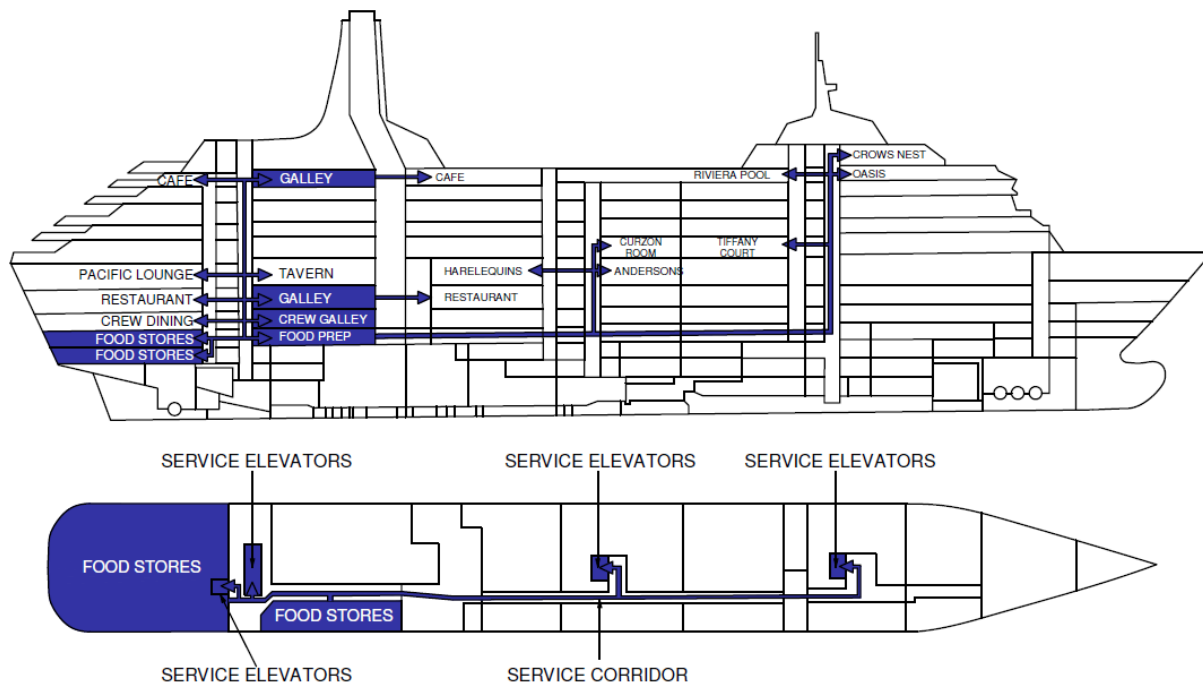 CROWS NEST
CAFE
GALLEY
CAFE
RIVIERA POOL
OASIS
CURZON
ROOM
TIFFANY
COURT
PACIFIC LOUNGE
TAVERN
HARELEQUINS
ANDERSONS
RESTAURANT
GALLEY
RESTAURANT
CREW DINING
CREW GALLEY
FOOD STORES
FOOD PREP
FOOD STORES
SERVICE ELEVATORS
SERVICE ELEVATORS
SERVICE ELEVATORS
FOOD STORES
FOOD STORES
SERVICE ELEVATORS
SERVICE CORRIDOR